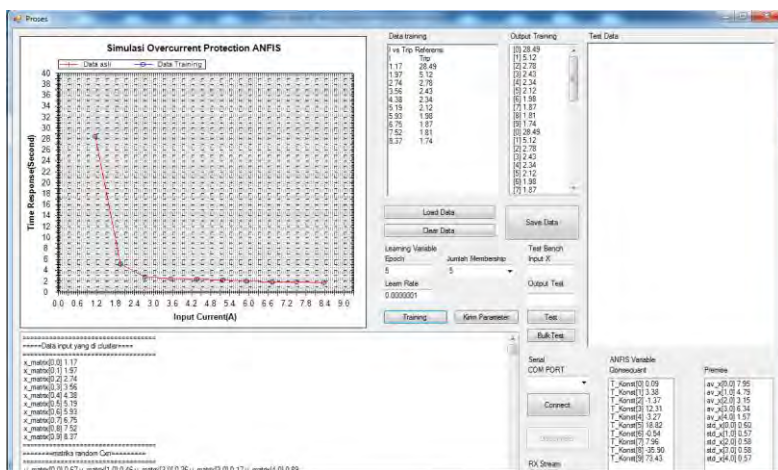 Proses
Simulasi Overcurrent Protection ANFIS
Data asli
Data Training
Time Response(Second)
40
38
36
34
32
30
28
26
24
22
20
18
16
14
12
10
8
6
4
2
0
0.0 0.6 1.2 1.8 2.4 3.0 3.6 4.2 4.8 5.4 6.0 6.6 7.2 7.8 8.4 9.0
Input Current(A)
Data training
I vs Trip Referensi
I Trip
1.17 28.49
1.97 5.12
2.74 2.78
3.56 2.43
4.38 2.34
5.19 2.12
5.93 1.98
6.75 1.87
7.52 1.81
8.37 1.74
Output Training
[0] 28.49
[1] 5.12
[2] 2.78
[3] 2.43
[4] 2.34
[5] 2.12
[6] 1.98
[7] 1.87
[8] 1.81
[9] 1.74
[0] 28.49
[1] 5.12
[2] 2.78
[3] 2.43
[4] 2.34
[5] 2.12
[6] 1.98
[7] 1.87
Test Data
Load Data
Clear Data
Save Data
Learning Variable
Epoch
Jumlah Membership
5
5
Learn Rate
0.0000001
Training
Kirim Parameter
Test Bench
Input X
Output Test
Test
Bulk Test
Serial
COM PORT
Connect
RX Stream
ANFIS Variable
Consequent
T_Konst[0] 0.09
T_Konst[1] 3.38
T_Konst[2] -1.37
T_Konst[3] 12.31
T_Konst[4] -3.27
T_Konst[5] 18.82
T_Konst[6] -0.54
T_Konst[7] 7.96
T_Konst[8] -35.90
T_Konst[9] 73.43
Premise
av_x[0.0] 7.95
av_x[1.0] 4.79
av_x[2.0] 3.15
av_x[3.0] 6.34
av_x[4.0] 1.57
std_x[0.0] 0.60
std_x[1.0] 0.57
std_x[2.0] 0.58
std_x[3.0] 0.58
std_x[4.0] 0.57
=====Data input yang di cluster====
x_matrix[0.0] 1.17
x_matrix[0.1] 1.97
x_matrix[0.2] 2.74
x_matrix[0.3] 3.56
x_matrix[0.4] 4.38
x_matrix[0.5] 5.19
x_matrix[0.6] 5.93
x_matrix[0.7] 6.75
x_matrix[0.8] 7.52
x_matrix[0.9] 8.37